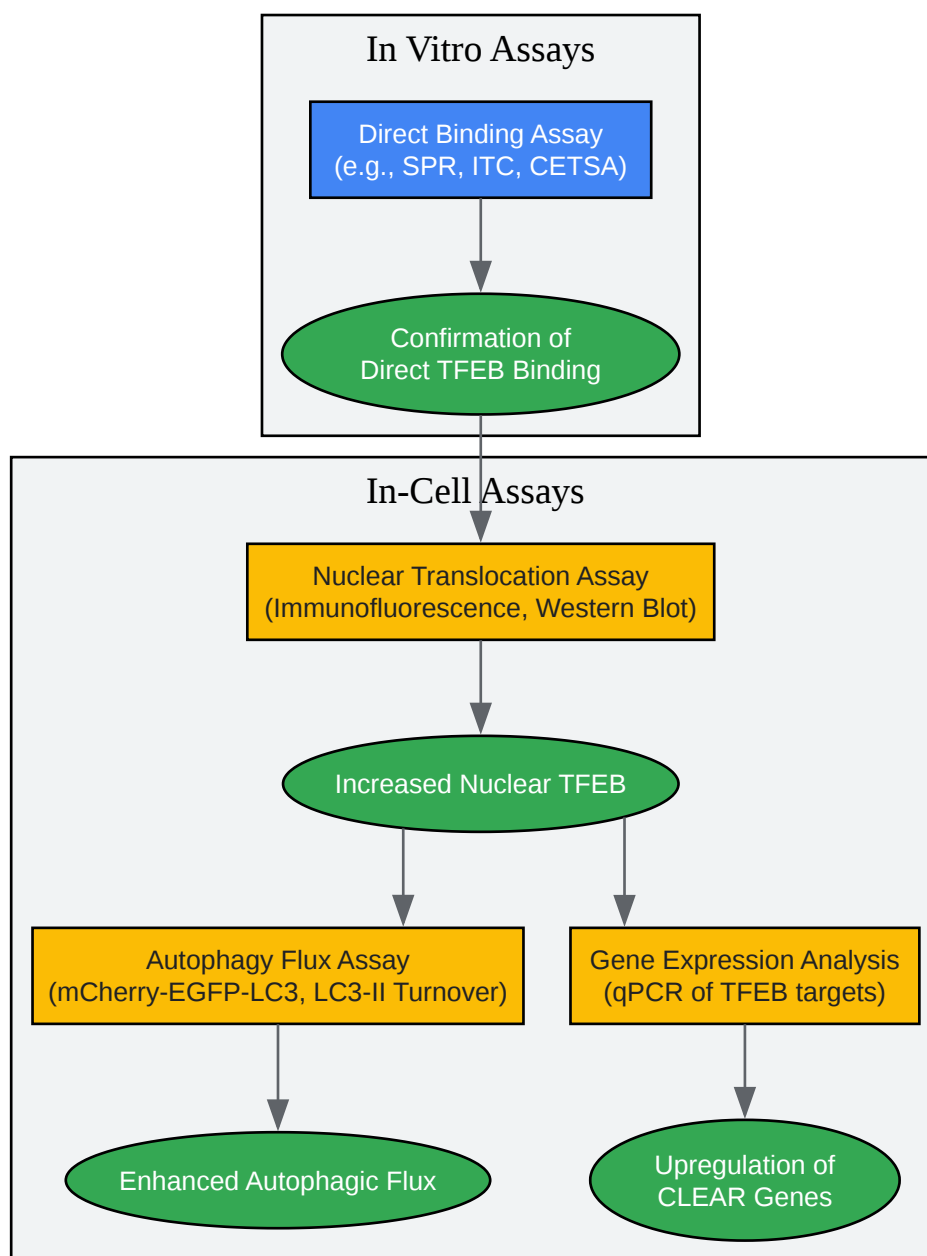 In Vitro Assays
Direct Binding Assay
(e.g., SPR, ITC, CETSA)
Confirmation of
Direct TFEB Binding
In-Cell Assays
Nuclear Translocation Assay
(Immunofluorescence, Western Blot)
Increased Nuclear TFEB
Autophagy Flux Assay
(mCherry-EGFP-LC3, LC3-II Turnover)
Gene Expression Analysis
(qPCR of TFEB targets)
Enhanced Autophagic Flux
Upregulation of
CLEAR Genes